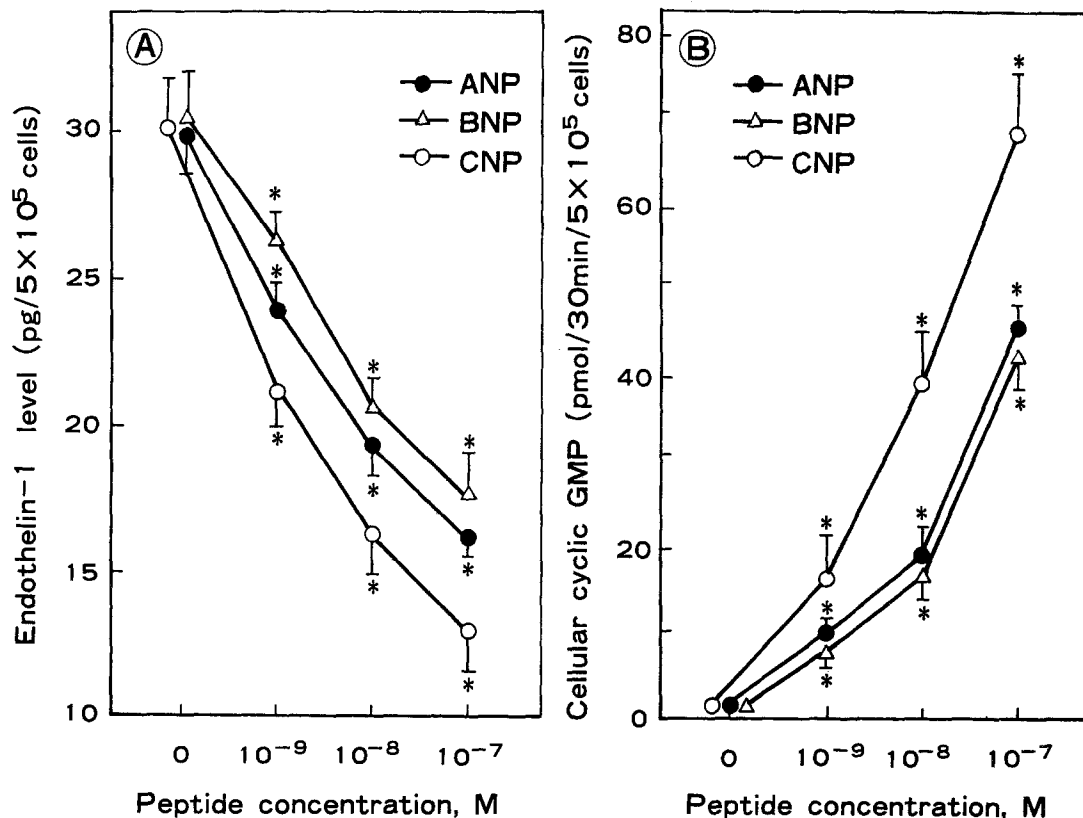 A
ANP
BNP
CNP
Endothelin-1 level (pg/5×10⁵ cells)
30
25
20
15
10
*
*
*
*
*
*
*
*
*
0 10⁻⁹ 10⁻⁸ 10⁻⁷
Peptide concentration, M
B
ANP
BNP
CNP
Cellular cyclic GMP (pmol/30min/5×10⁵ cells)
80
60
40
20
0
*
*
*
*
*
*
*
*
*
0 10⁻⁹ 10⁻⁸ 10⁻⁷
Peptide concentration, M